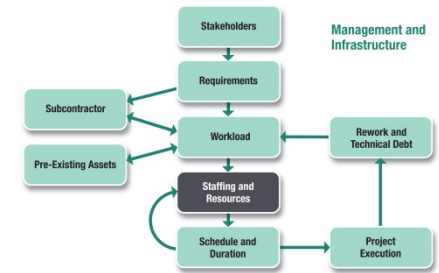 Stakeholders
Management and
Infrastructure
Requirements
Subcontractor
Workload
Rework and
Technical Debt
Pre-Existing Assets
Staffing and
Resources
Schedule and
Duration
Project
Execution